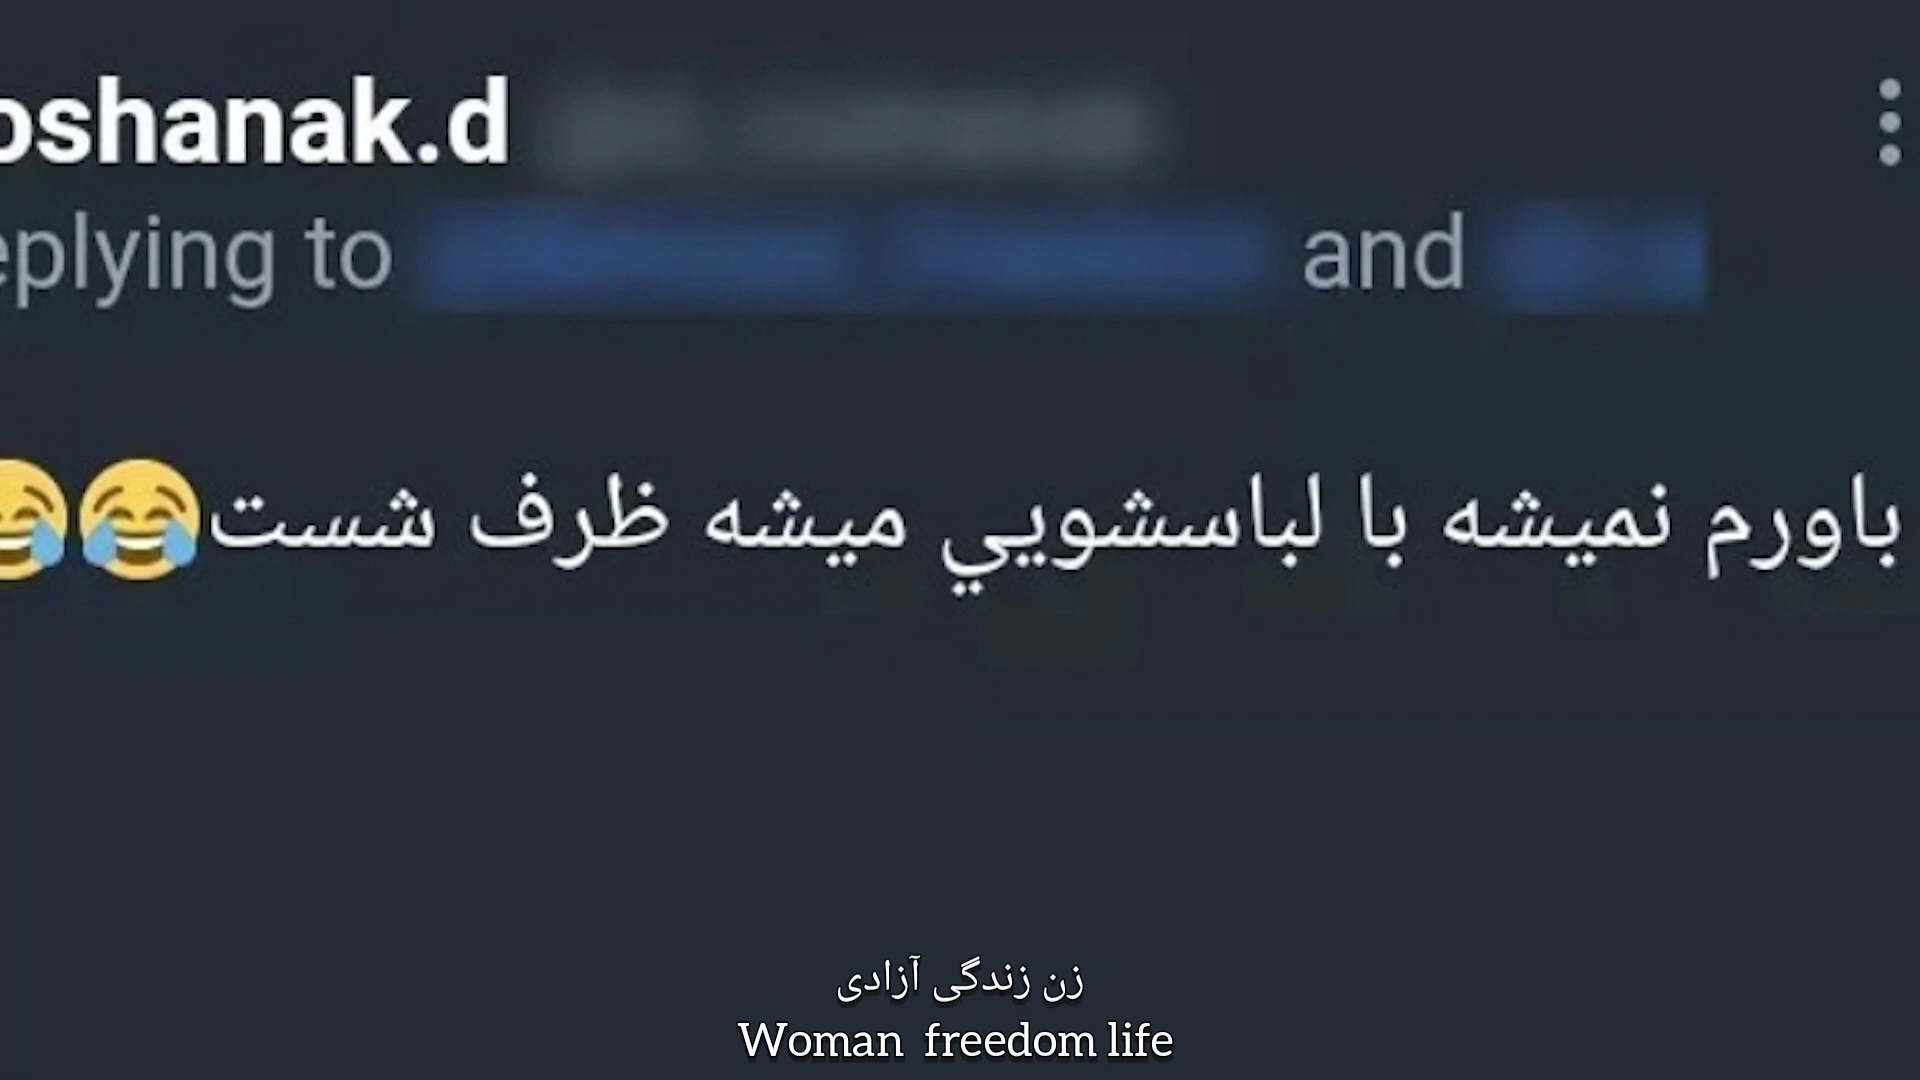 oshanak.d
eplying to and
باورم نمیشه با لباسشويي میشه ظرف شست😂😂
زن زندگی آزادی
Woman freedom life